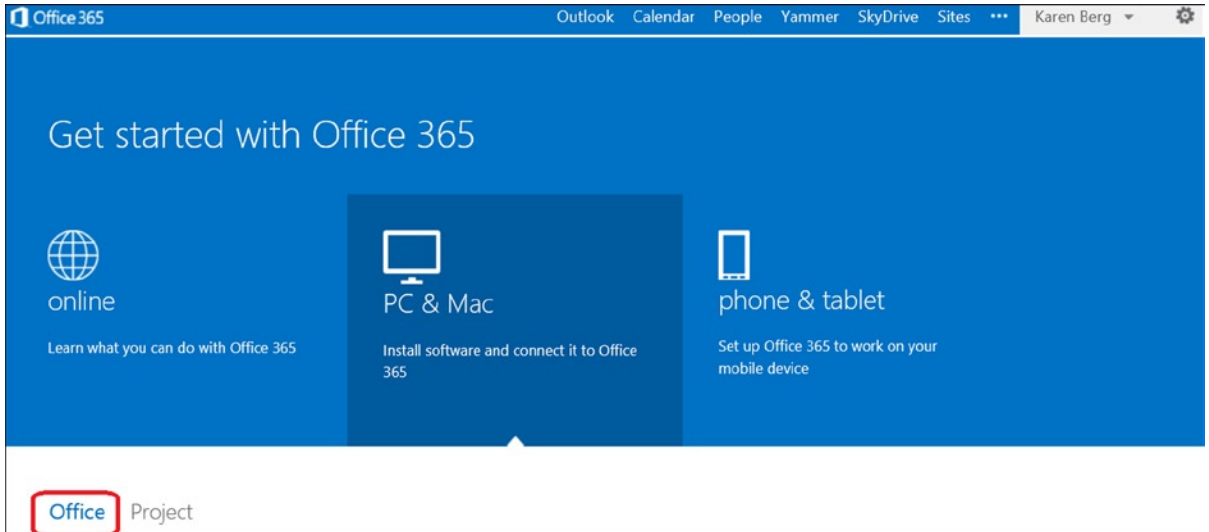 Office 365
Outlook Calendar People Yammer SkyDrive Sites ••• Karen Berg
Get started with Office 365
online
Learn what you can do with Office 365
PC & Mac
Install software and connect it to Office
365
phone & tablet
Set up Office 365 to work on your
mobile device
Office Project